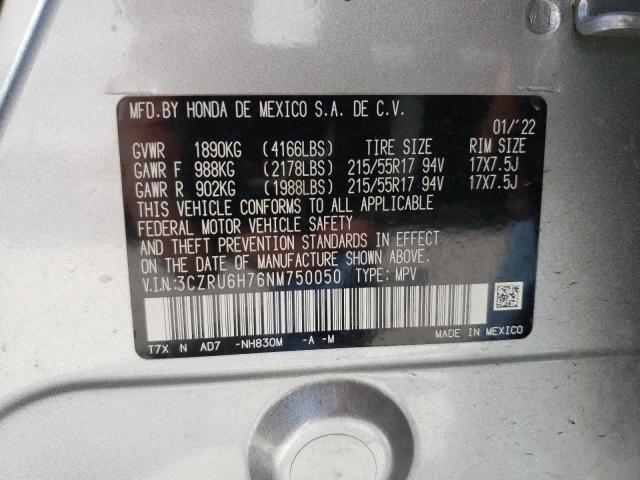 MFD.BY HONDA DE MEXICO S.A. DE C.V.
01/'22
GVWR 1890KG (4166LBS) TIRE SIZE RIM SIZE
GAWR F 988KG (2178LBS) 215/55R17 94V 17X7.5J
GAWR R 902KG (1988LBS) 215/55R17 94V 17X7.5J
THIS VEHICLE CONFORMS TO ALL APPLICABLE
FEDERAL MOTOR VEHICLE SAFETY
AND THEFT PREVENTION STANDARDS IN EFFECT
ON THE DATE OF MANUFACTURE SHOWN ABOVE.
V.I.N:3CZRU6H76NM750050 TYPE: MPV
MADE IN MEXICO
T7X N AD7 -NH830M -A -M